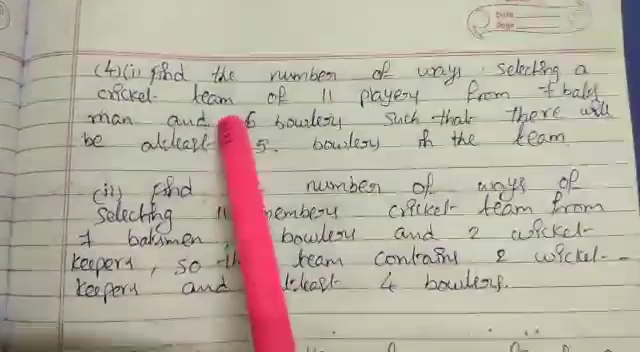 Date
(4)(i) Find the number of ways selecting a
cricket team of 11 players from 7 bats
man and 6 bowlers such that there will
be atleast 5 bowlers in the team
(ii) Find number of ways of
Selecting members cricket team from
7 batsmen, bowlers and 2 wicket-
keepers, so team contains 2 wicket-
keepers and 4 bowlers.